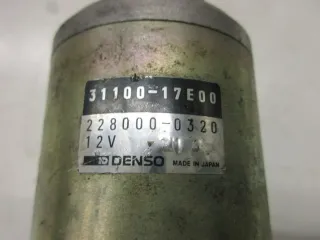 31100-17E00
228000-0320
12V
DENSO MADE IN JAPAN